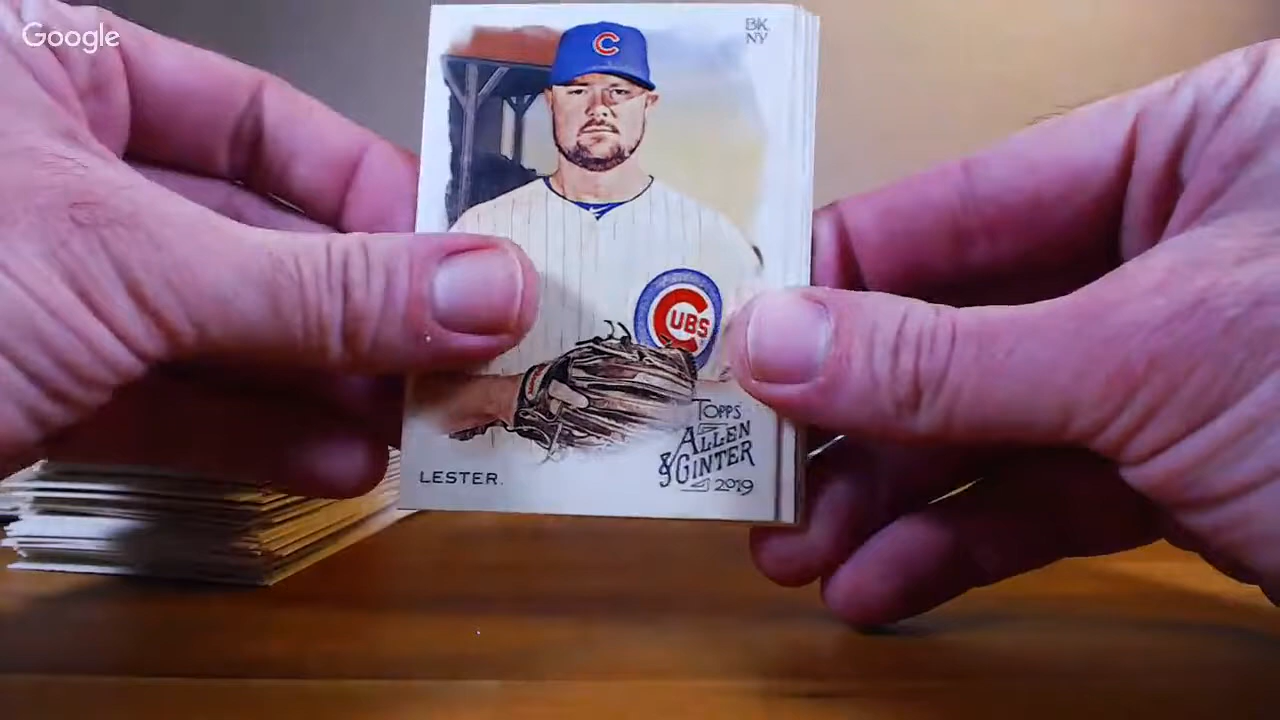 Google
BK
NY
C
CUBS
TOPPS
ALLEN
& GINTER
2019
LESTER.